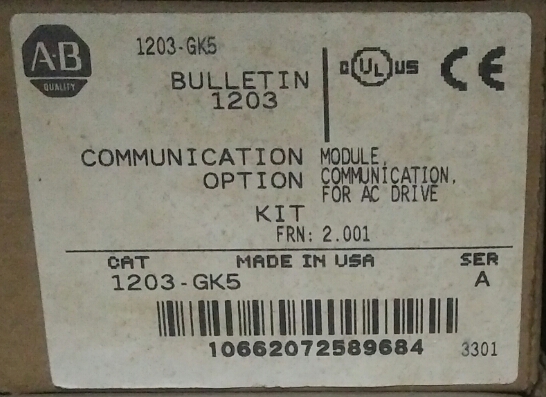 A-B
QUALITY
1203-GK5
BULLETIN
1203
c UL us CE
COMMUNICATION
OPTION
KIT
MODULE,
COMMUNICATION,
FOR AC DRIVE
FRN: 2.001
CAT MADE IN USA SER
1203-GK5 A
10662072589684 3301